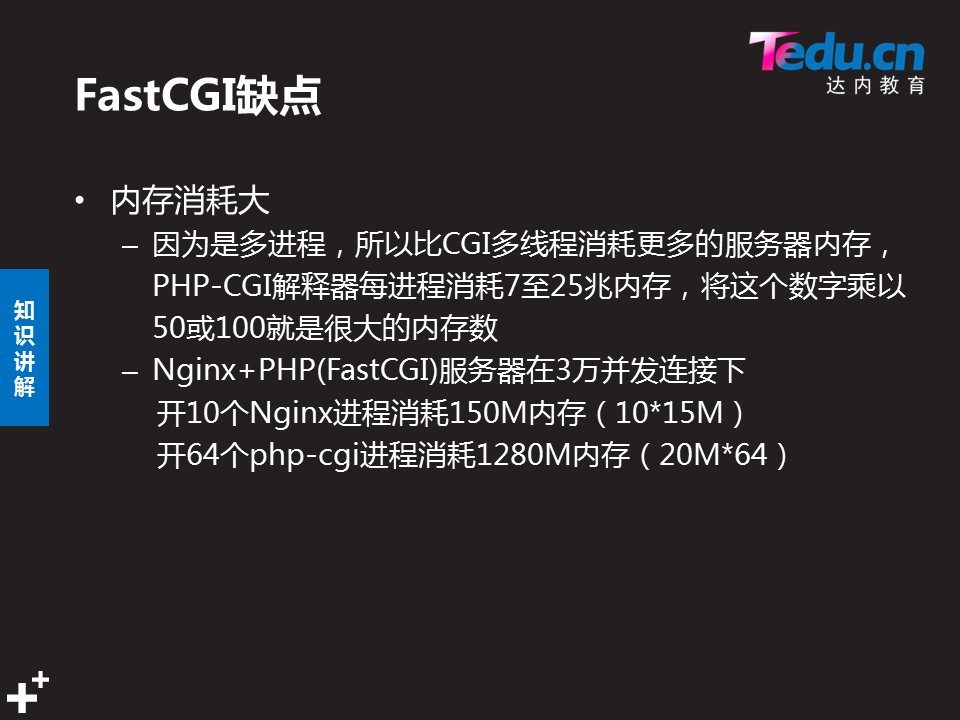 Tedu.cn
达内教育
FastCGI缺点
• 内存消耗大
– 因为是多进程，所以比CGI多线程消耗更多的服务器内存，
PHP-CGI解释器每进程消耗7至25兆内存，将这个数字乘以
50或100就是很大的内存数
– Nginx+PHP(FastCGI)服务器在3万并发连接下
开10个Nginx进程消耗150M内存（10*15M）
开64个php-cgi进程消耗1280M内存（20M*64）
知识讲解